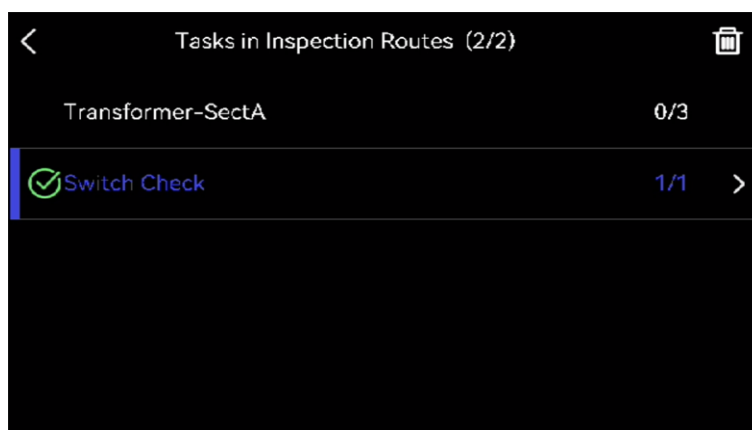 Tasks in Inspection Routes (2/2)
Transformer-SectA 0/3
Switch Check 1/1